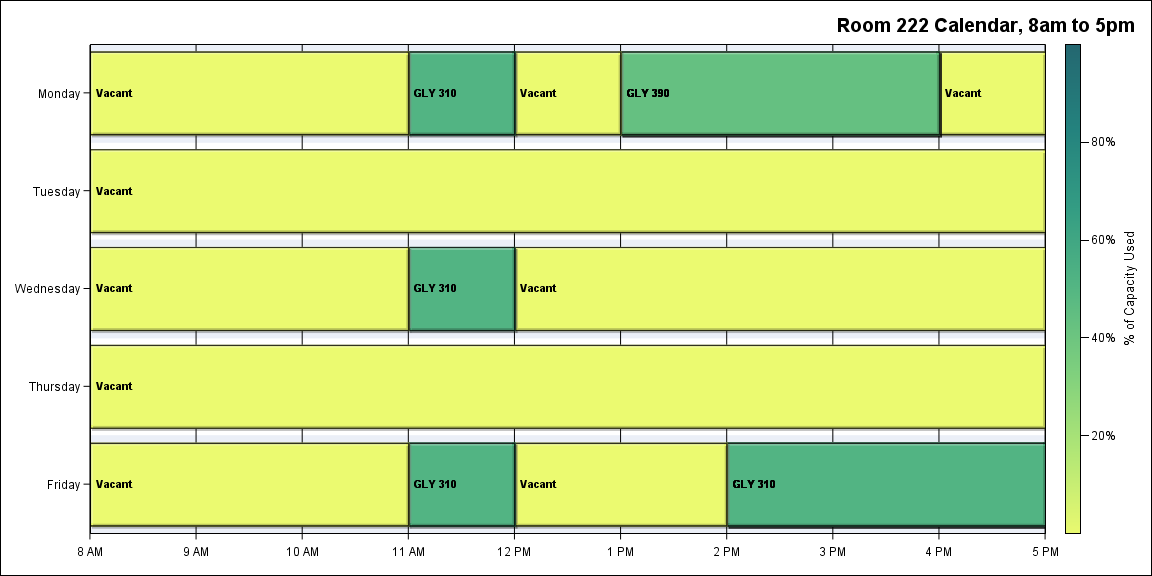 Room 222 Calendar, 8am to 5pm
Monday
Vacant
GLY 310
Vacant
GLY 390
Vacant
Tuesday
Vacant
Wednesday
Vacant
GLY 310
Vacant
Thursday
Vacant
Friday
Vacant
GLY 310
Vacant
GLY 310
8 AM
9 AM
10 AM
11 AM
12 PM
1 PM
2 PM
3 PM
4 PM
5 PM
80%
60%
40%
20%
% of Capacity Used